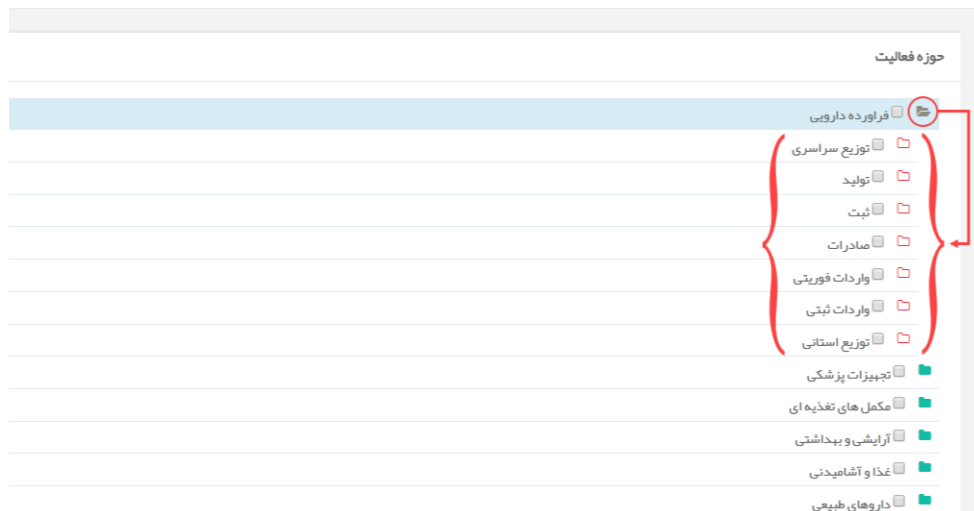 حوزه فعالیت
فراورده دارویی
توزیع سراسری
تولید
ثبت
صادرات
واردات فوریتی
واردات ثبتی
توزیع استانی
تجهیزات پزشکی
مکمل های تغذیه ای
آرایشی و بهداشتی
غذا و آشامیدنی
داروهای طبیعی